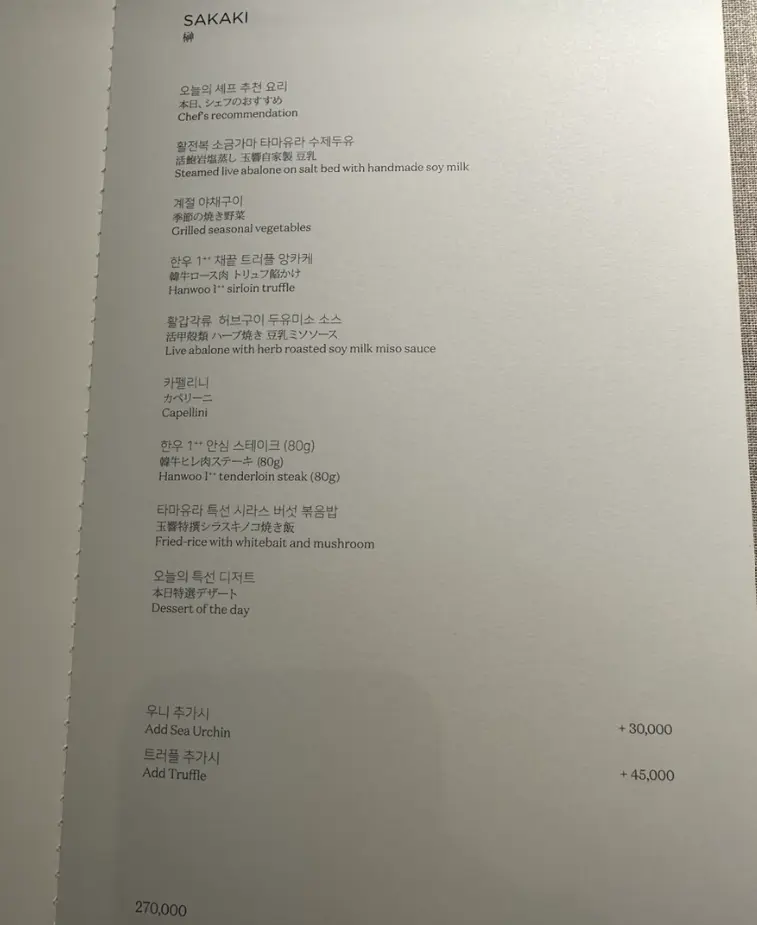 SAKAKI
榊
오늘의 셰프 추천 요리
本日、シェフのおすすめ
Chef's recommendation
활전복 소금가마 타마유라 수제두유
活鮑岩塩蒸し 玉響自家製 豆乳
Steamed live abalone on salt bed with handmade soy milk
계절 야채구이
季節の焼き野菜
Grilled seasonal vegetables
한우 1⁺⁺ 채끝 트러플 앙카케
韓牛ロース肉 トリュフ餡かけ
Hanwoo 1⁺⁺ sirloin truffle
활갑각류 허브구이 두유미소 소스
活甲殻類 ハーブ焼き 豆乳ミソソース
Live abalone with herb roasted soy milk miso sauce
카펠리니
カペリーニ
Capellini
한우 1⁺⁺ 안심 스테이크 (80g)
韓牛ヒレ肉ステーキ (80g)
Hanwoo 1⁺⁺ tenderloin steak (80g)
타마유라 특선 시라스 버섯 볶음밥
玉響特撰シラスキノコ焼き飯
Fried-rice with whitebait and mushroom
오늘의 특선 디저트
本日特選デザート
Dessert of the day
우니 추가시
Add Sea Urchin + 30,000
트러플 추가시
Add Truffle + 45,000
270,000